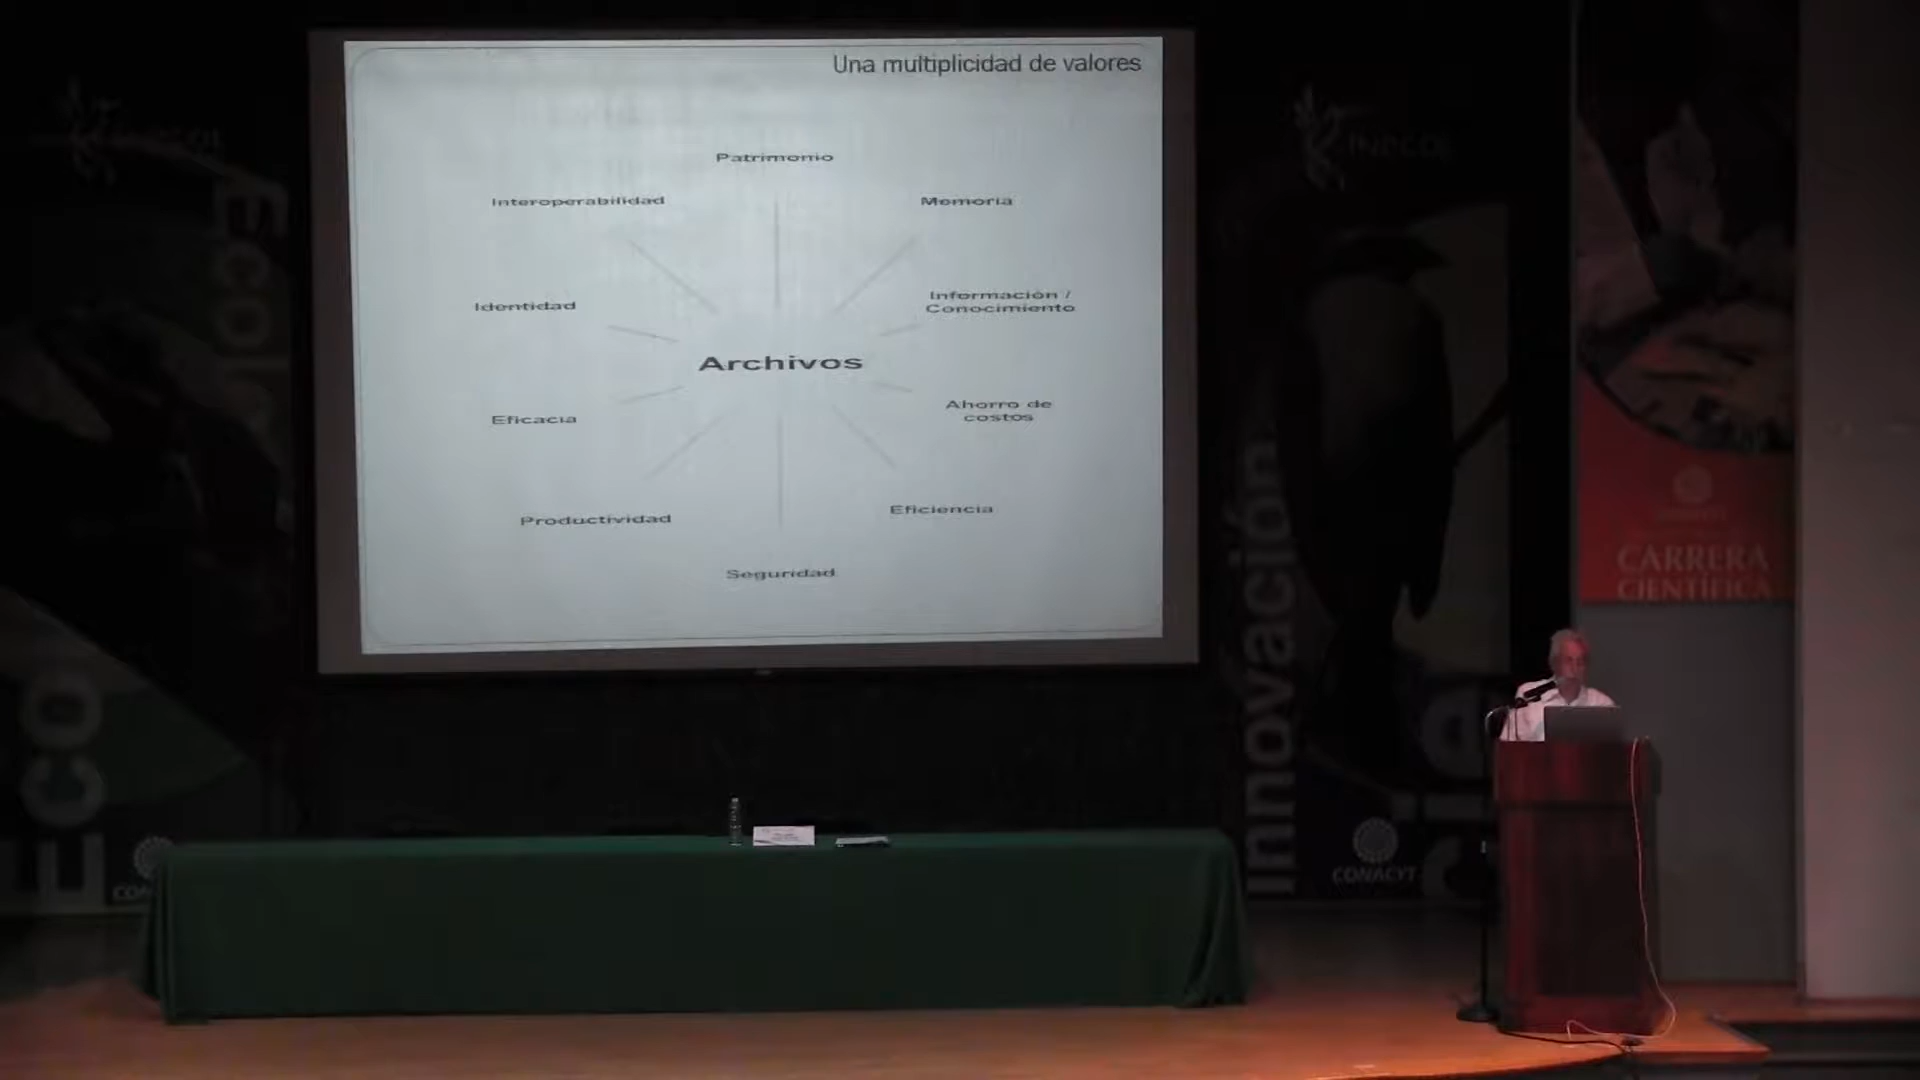 Una multiplicidad de valores
Patrimonio
Interoperabilidad
Memoria
Identidad
Información /
Conocimiento
Archivos
Eficacia
Ahorro de
costos
Productividad
Eficiencia
Seguridad
Eco
Innovación
CONACYT
CARRERA
CIENTÍFICA